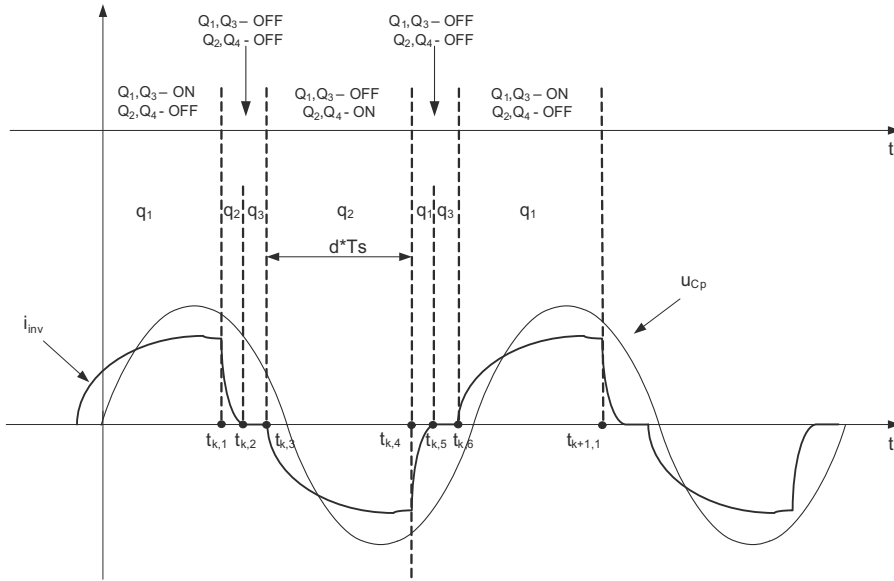 Q1,Q3 – OFF
Q2,Q4 - OFF
Q1,Q3 – OFF
Q2,Q4 - OFF
Q1,Q3 – ON
Q2,Q4 - OFF
Q1,Q3 – OFF
Q2,Q4 - ON
Q1,Q3 – ON
Q2,Q4 - OFF
t
q1
q2
q3
q2
q1
q3
q1
d*Ts
uCp
iinv
tk,1
tk,2
tk,3
tk,4
tk,5
tk,6
tk+1,1
t